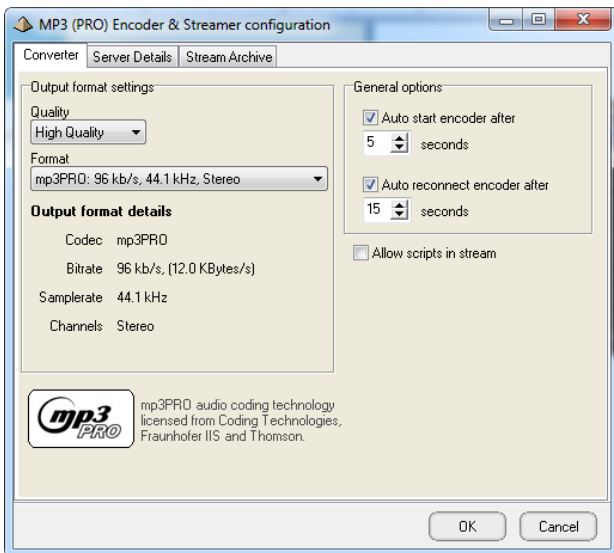 MP3 (PRO) Encoder & Streamer configuration
Converter Server Details Stream Archive
Output format settings
Quality
High Quality
Format
mp3PRO: 96 kb/s, 44.1 kHz, Stereo
Output format details
Codec mp3PRO
Bitrate 96 kb/s, (12.0 KBytes/s)
Samplerate 44.1 kHz
Channels Stereo
General options
Auto start encoder after
5 seconds
Auto reconnect encoder after
15 seconds
Allow scripts in stream
mp3
PRO
mp3PRO audio coding technology
licensed from Coding Technologies,
Fraunhofer IIS and Thomson.
OK Cancel